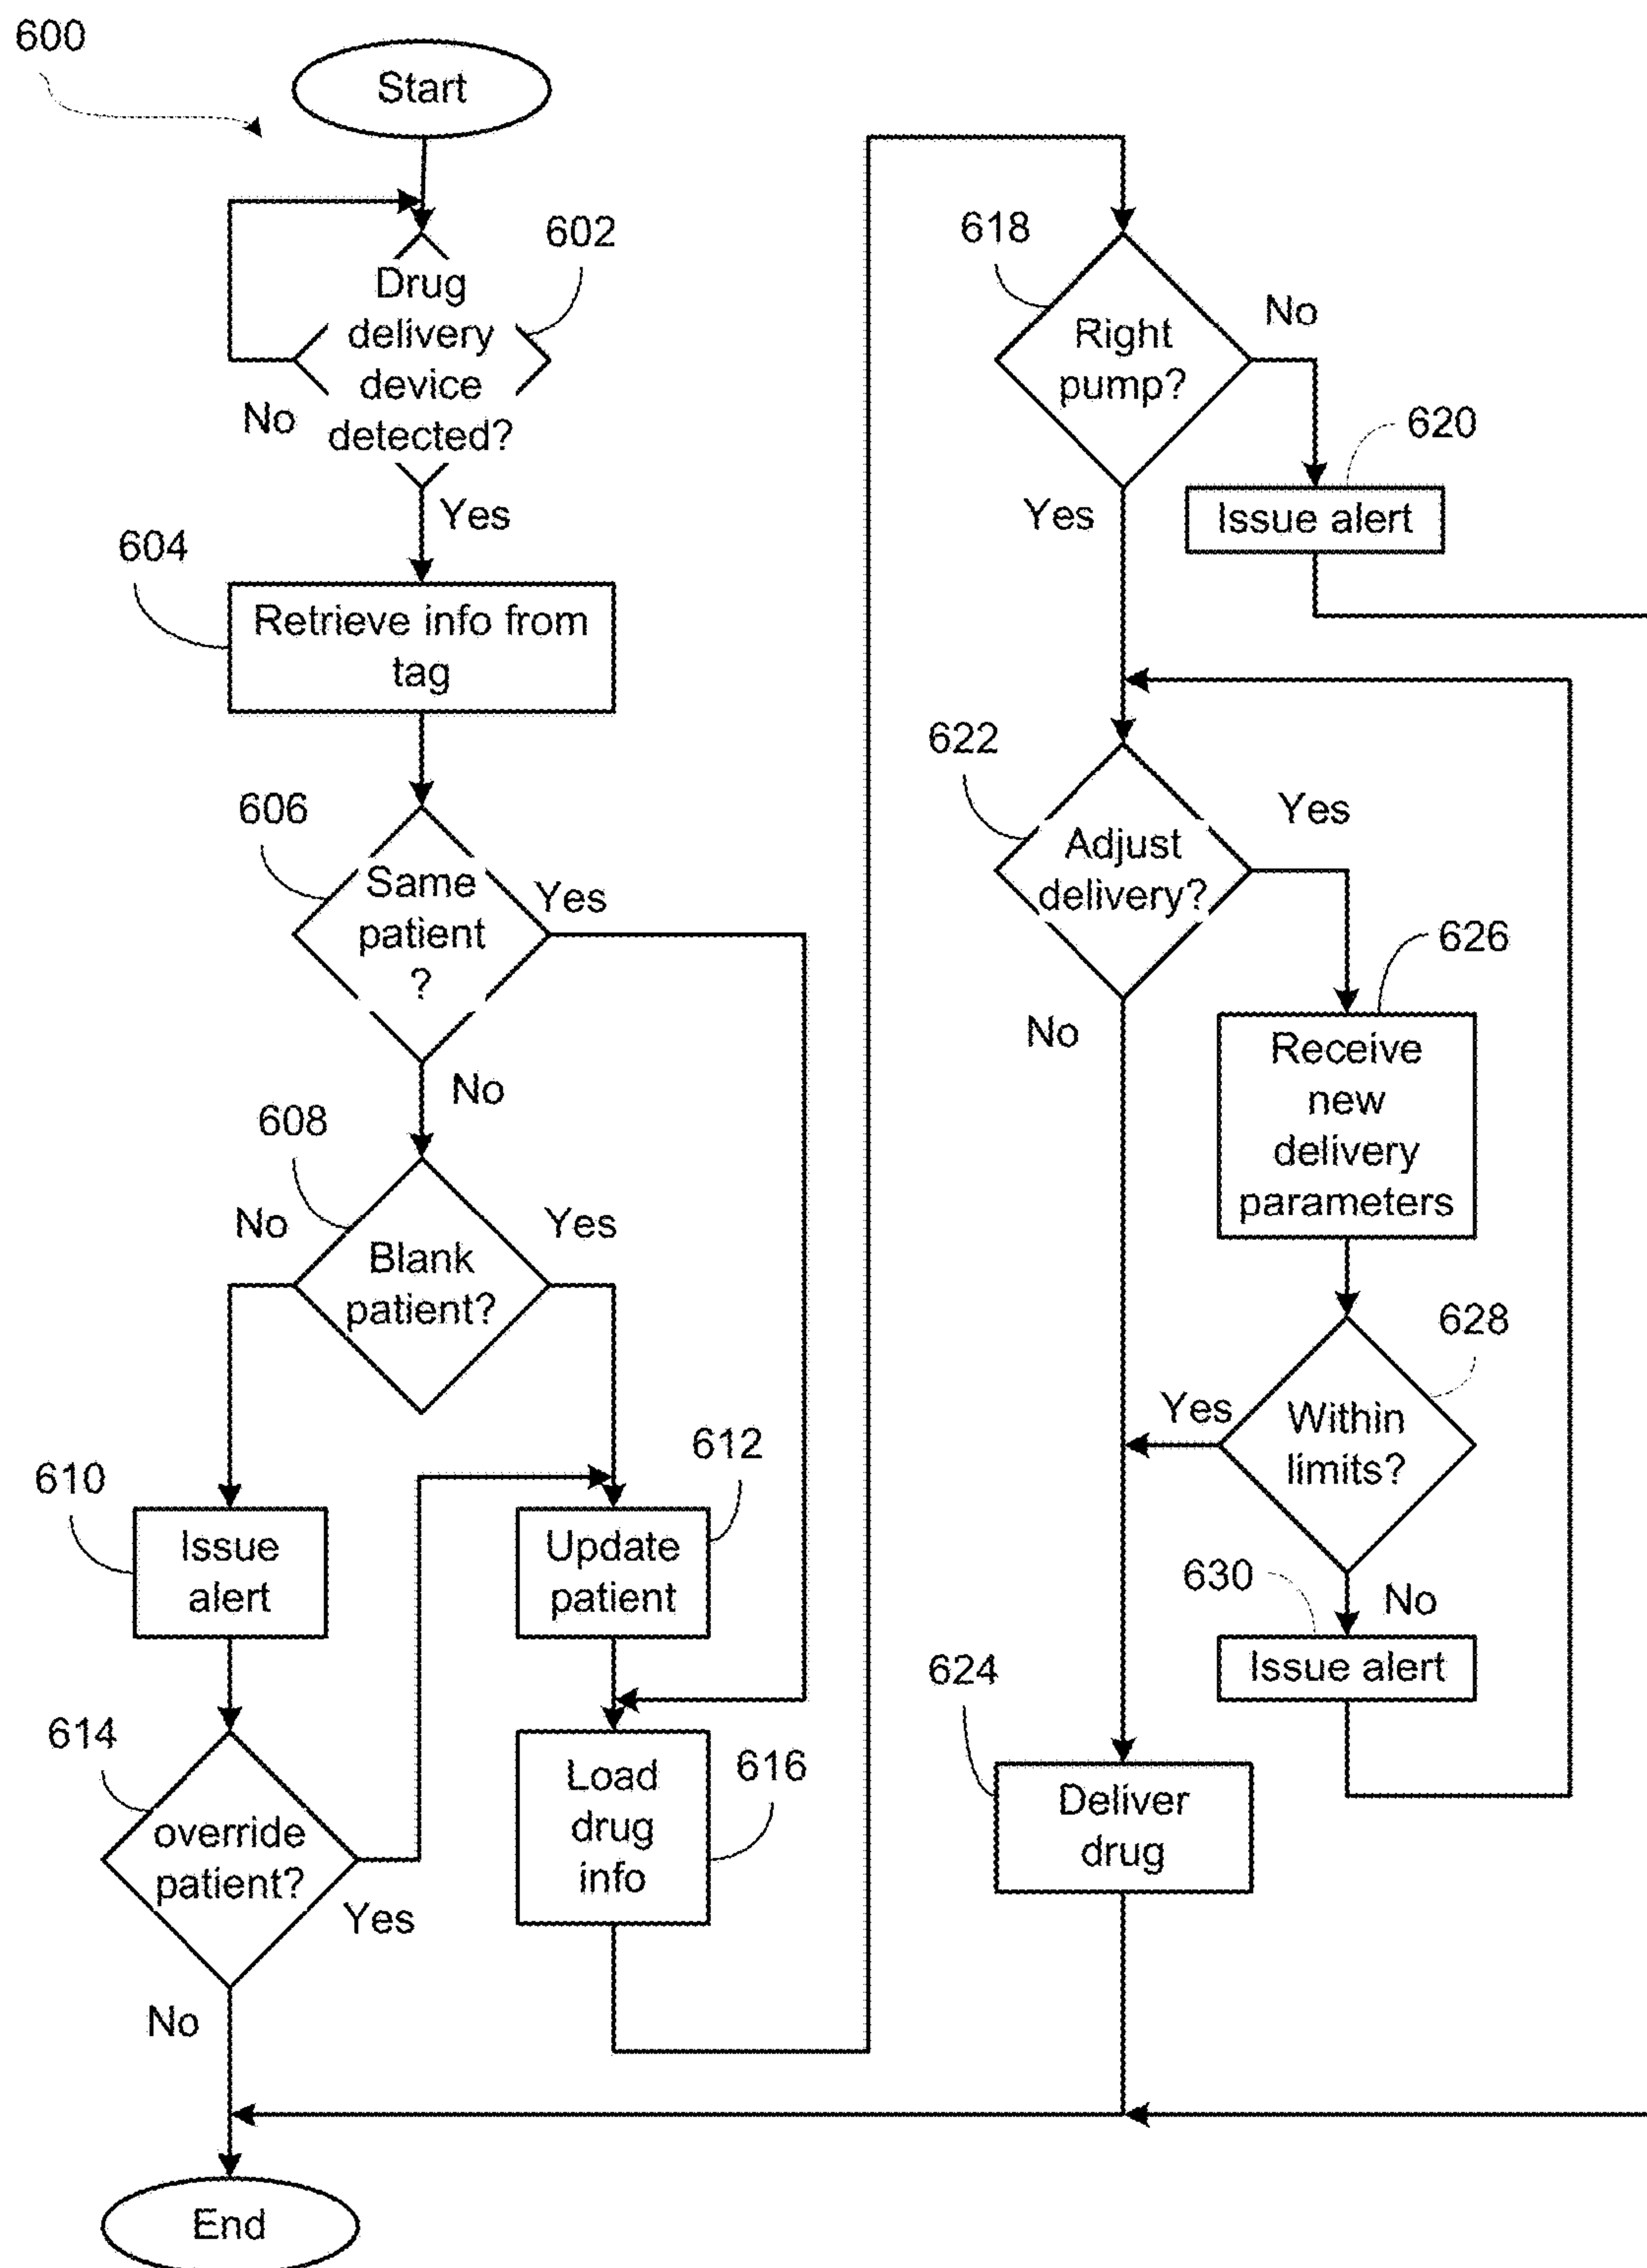 600
Start
602
Drug
delivery
device
detected?
No
Yes
604
Retrieve info from
tag
606
Same
patient
?
Yes
No
608
Blank
patient?
No
Yes
610
Issue
alert
612
Update
patient
614
override
patient?
Yes
No
616
Load
drug
info
End
618
Right
pump?
No
Yes
620
Issue alert
622
Adjust
delivery?
Yes
No
626
Receive
new
delivery
parameters
628
Within
limits?
Yes
No
630
Issue alert
624
Deliver
drug